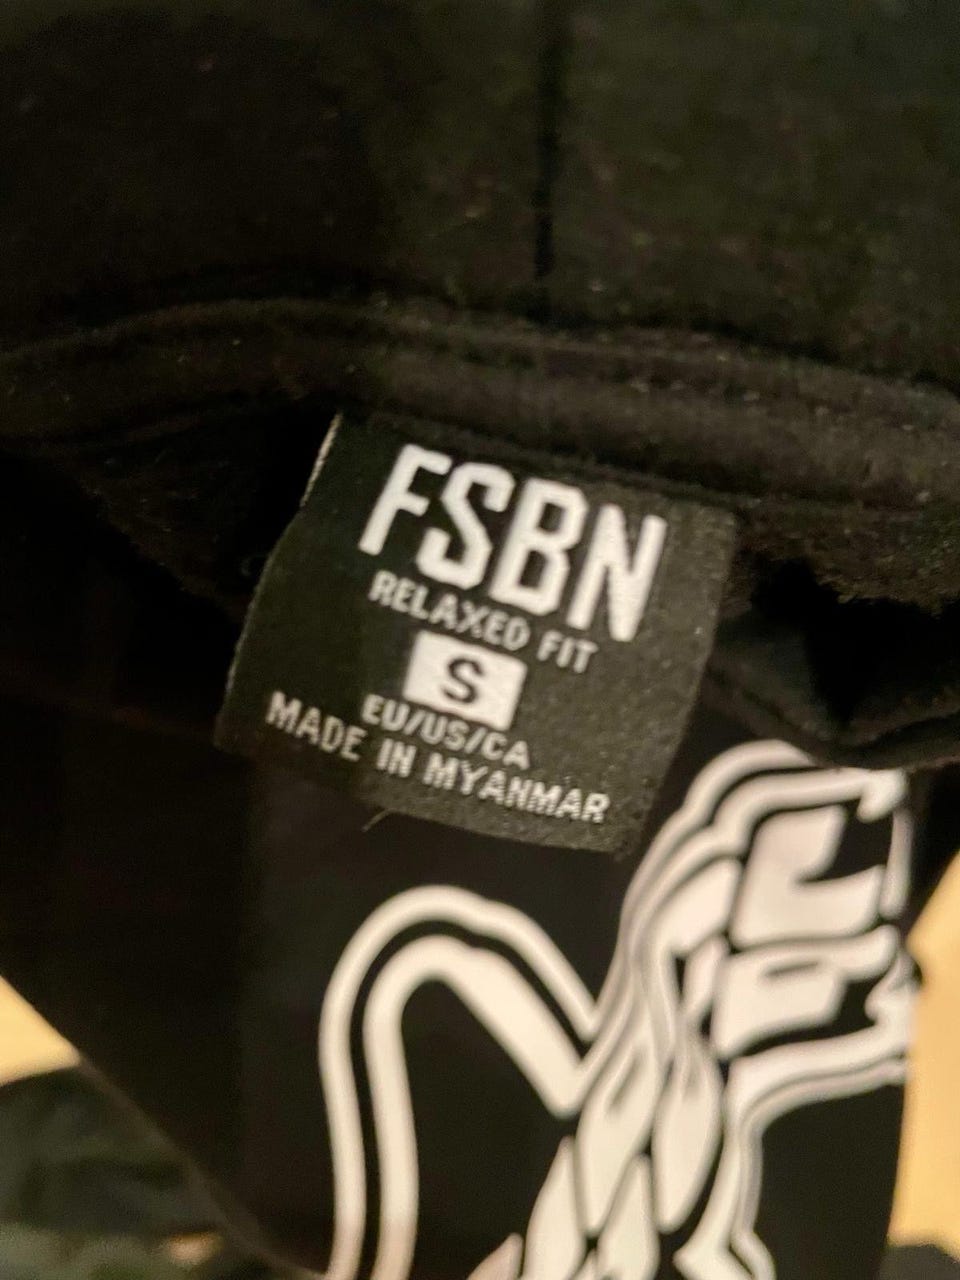 FSBN
RELAXED FIT
S
EU/US/CA
MADE IN MYANMAR